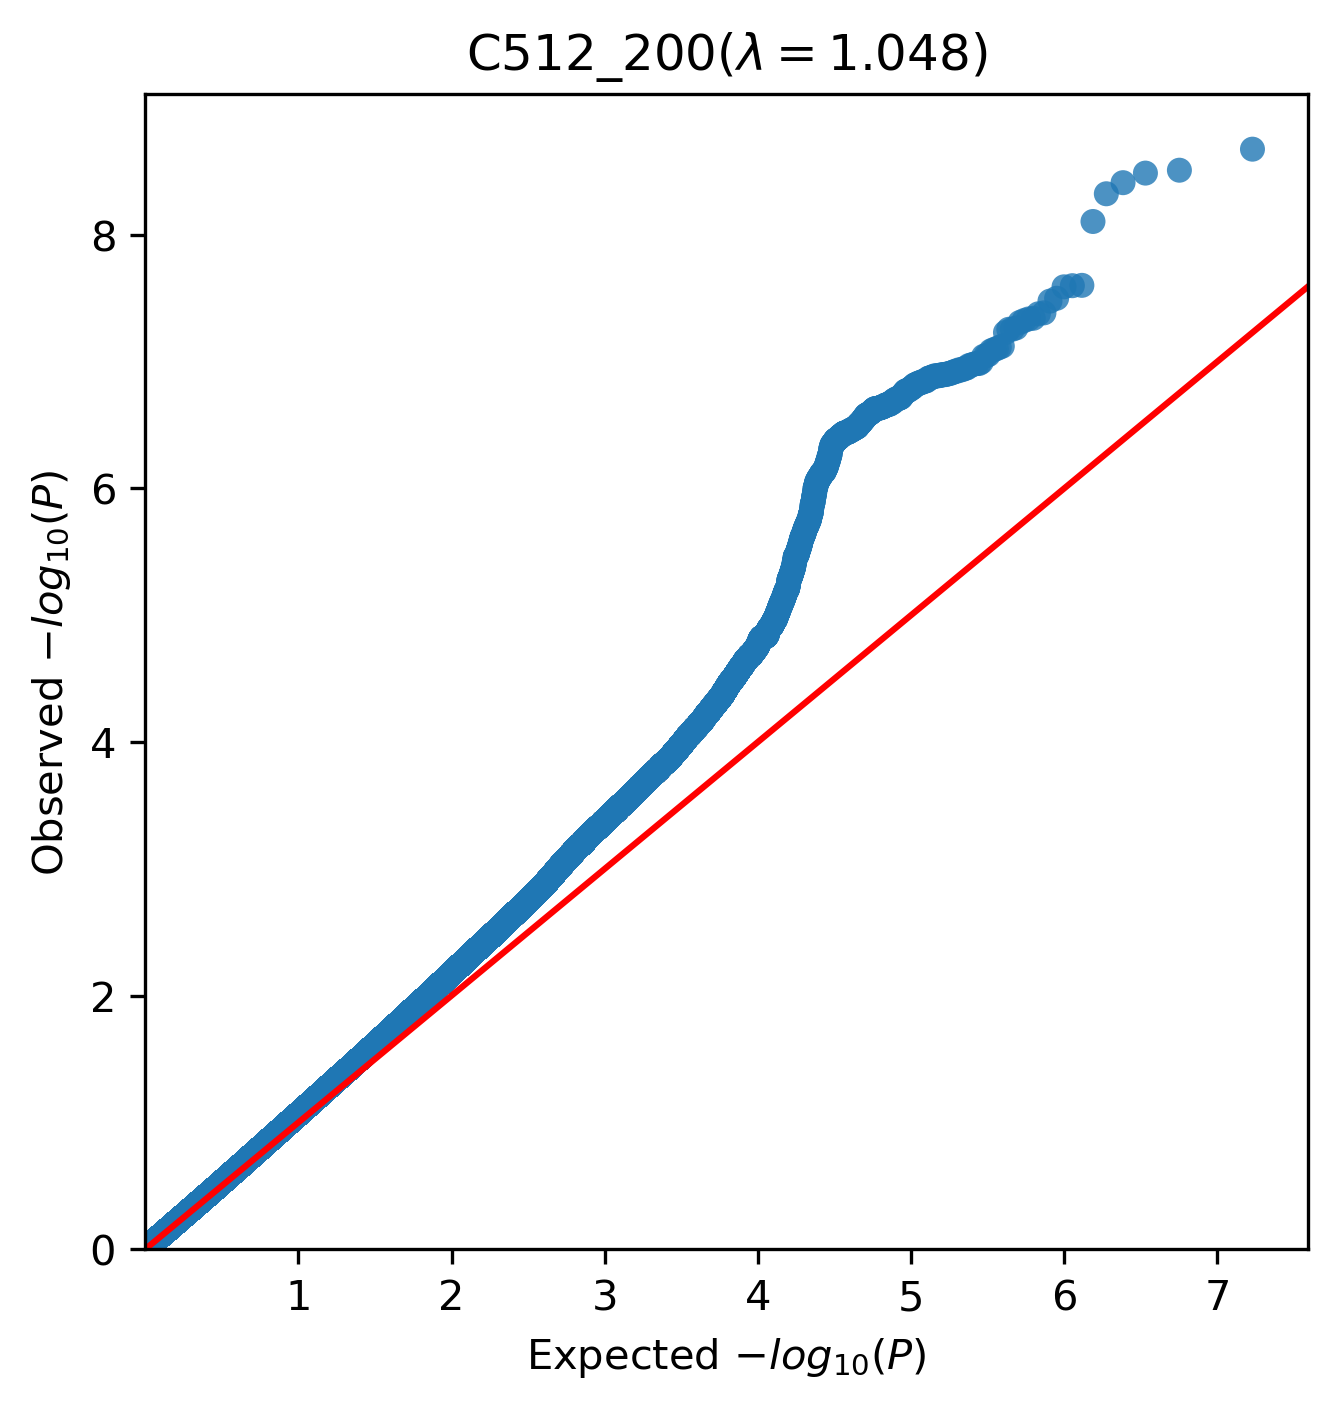 C512_200(λ = 1.048)
Observed −log₁₀(P)
8
6
4
2
0
1 2 3 4 5 6 7
Expected −log₁₀(P)